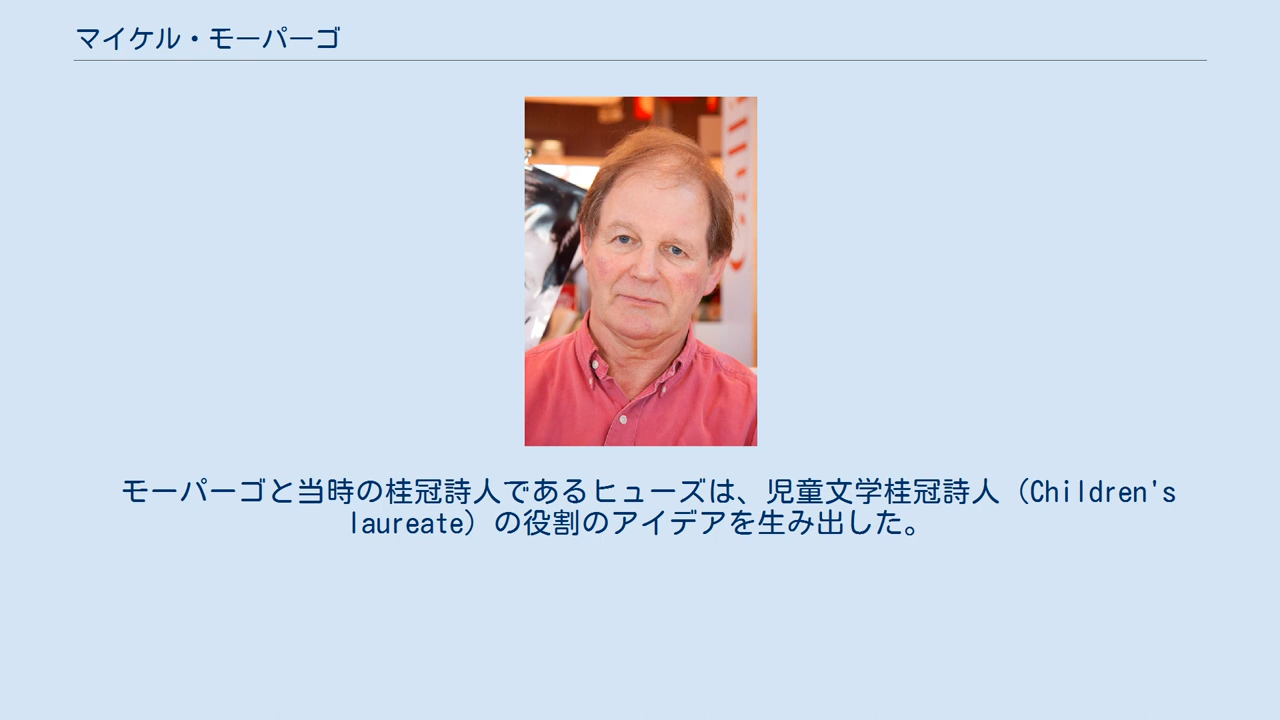 マイケル・モーパーゴ
モーパーゴと当時の桂冠詩人であるヒューズは、児童文学桂冠詩人（Children's
laureate）の役割のアイデアを生み出した。